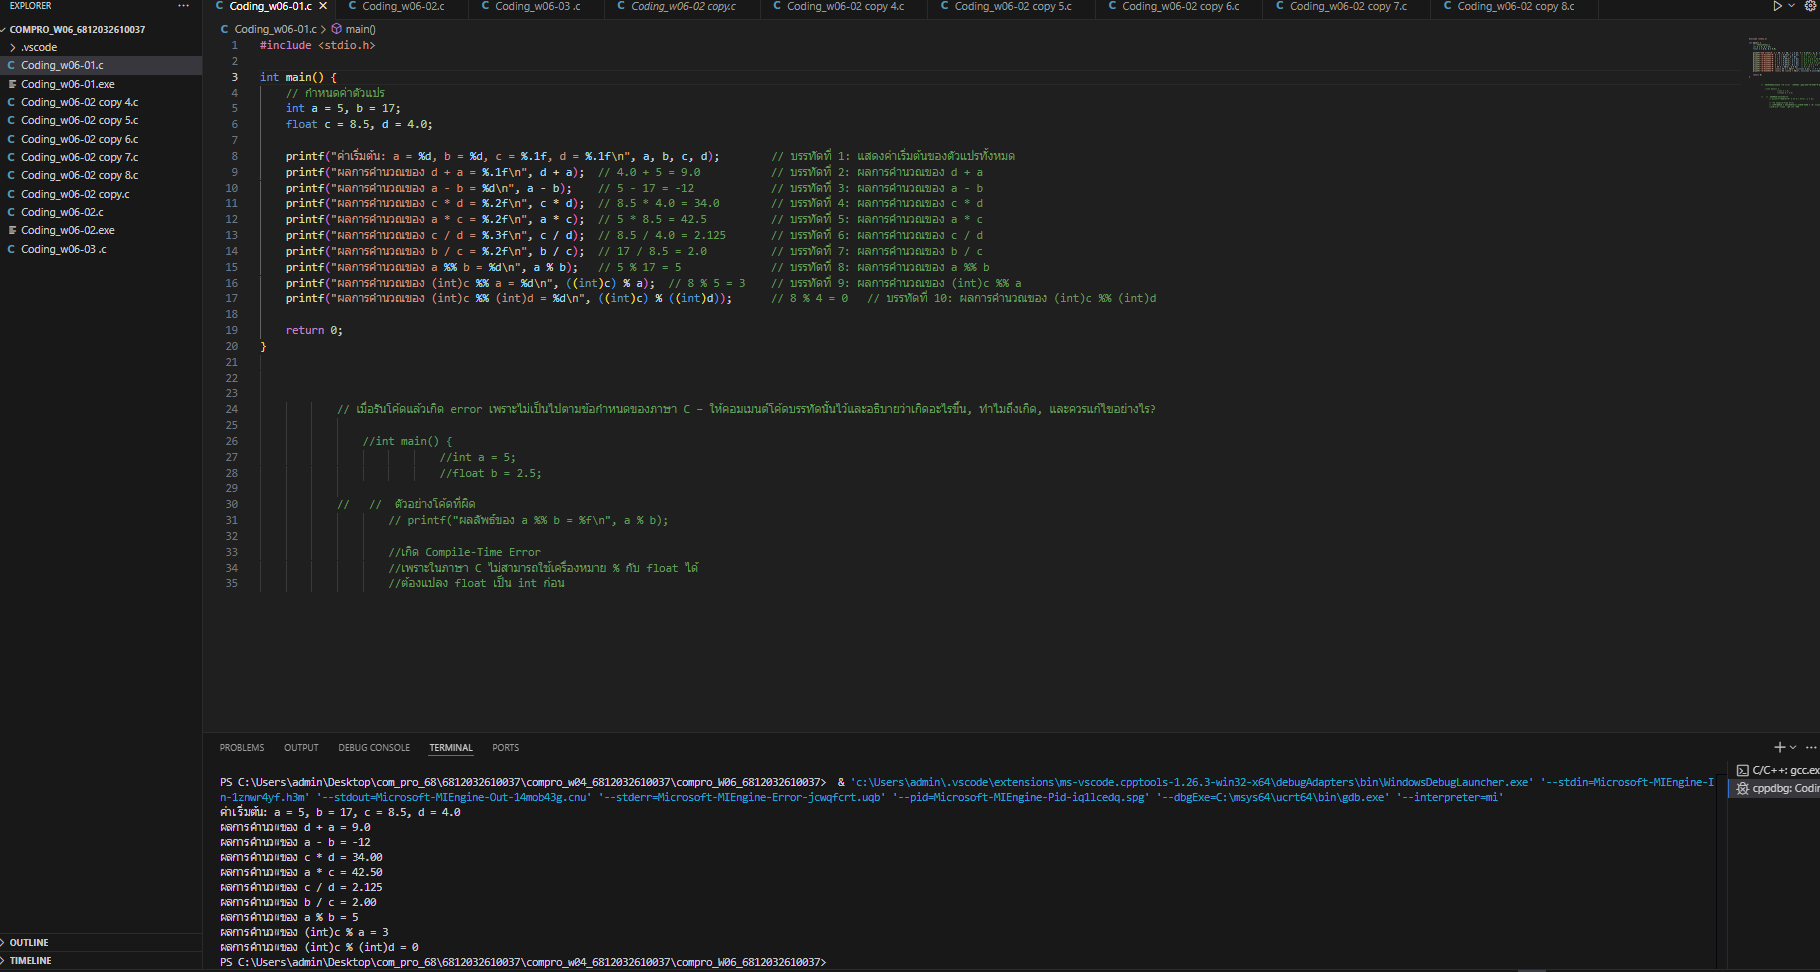 EXPLORER
COMPRO_W06_6812032610037
.vscode
Coding_w06-01.c
Coding_w06-01.exe
Coding_w06-02 copy 4.c
Coding_w06-02 copy 5.c
Coding_w06-02 copy 6.c
Coding_w06-02 copy 7.c
Coding_w06-02 copy 8.c
Coding_w06-02 copy.c
Coding_w06-02.c
Coding_w06-02.exe
Coding_w06-03 .c
OUTLINE
TIMELINE
Coding_w06-01.c Coding_w06-02.c Coding_w06-03 .c Coding_w06-02 copy.c Coding_w06-02 copy 4.c Coding_w06-02 copy 5.c Coding_w06-02 copy 6.c Coding_w06-02 copy 7.c Coding_w06-02 copy 8.c
Coding_w06-01.c > main()
1 #include <stdio.h>
2
3 int main() {
4 // กำหนดค่าตัวแปร
5 int a = 5, b = 17;
6 float c = 8.5, d = 4.0;
7
8 printf("ค่าเริ่มต้น: a = %d, b = %d, c = %.1f, d = %.1f\n", a, b, c, d); // บรรทัดที่ 1: แสดงค่าเริ่มต้นของตัวแปรทั้งหมด
9 printf("ผลการคำนวณของ d + a = %.1f\n", d + a); // 4.0 + 5 = 9.0 // บรรทัดที่ 2: ผลการคำนวณของ d + a
10 printf("ผลการคำนวณของ a - b = %d\n", a - b); // 5 - 17 = -12 // บรรทัดที่ 3: ผลการคำนวณของ a - b
11 printf("ผลการคำนวณของ c * d = %.2f\n", c * d); // 8.5 * 4.0 = 34.0 // บรรทัดที่ 4: ผลการคำนวณของ c * d
12 printf("ผลการคำนวณของ a * c = %.2f\n", a * c); // 5 * 8.5 = 42.5 // บรรทัดที่ 5: ผลการคำนวณของ a * c
13 printf("ผลการคำนวณของ c / d = %.3f\n", c / d); // 8.5 / 4.0 = 2.125 // บรรทัดที่ 6: ผลการคำนวณของ c / d
14 printf("ผลการคำนวณของ b / c = %.2f\n", b / c); // 17 / 8.5 = 2.0 // บรรทัดที่ 7: ผลการคำนวณของ b / c
15 printf("ผลการคำนวณของ a %% b = %d\n", a % b); // 5 % 17 = 5 // บรรทัดที่ 8: ผลการคำนวณของ a %% b
16 printf("ผลการคำนวณของ (int)c %% a = %d\n", ((int)c) % a); // 8 % 5 = 3 // บรรทัดที่ 9: ผลการคำนวณของ (int)c %% a
17 printf("ผลการคำนวณของ (int)c %% (int)d = %d\n", ((int)c) % ((int)d)); // 8 % 4 = 0 // บรรทัดที่ 10: ผลการคำนวณของ (int)c %% (int)d
18
19 return 0;
20 }
21
22
23
24 // เมื่อรันโค้ดแล้วเกิด error เพราะไม่เป็นไปตามข้อกำหนดของภาษา C – ให้คอมเมนต์โค้ดบรรทัดนั้นไว้และอธิบายว่าเกิดอะไรขึ้น, ทำไมถึงเกิด, และควรแก้ไขอย่างไร?
25
26 //int main() {
27 //int a = 5;
28 //float b = 2.5;
29
30 // // ตัวอย่างโค้ดที่ผิด
31 // printf("ผลลัพธ์ของ a %% b = %f\n", a % b);
32
33 //เกิด Compile-Time Error
34 //เพราะในภาษา C ไม่สามารถใช้เครื่องหมาย % กับ float ได้
35 //ต้องแปลง float เป็น int ก่อน
PROBLEMS OUTPUT DEBUG CONSOLE TERMINAL PORTS
PS C:\Users\admin\Desktop\com_pro_68\6812032610037\compro_w04_6812032610037\compro_W06_6812032610037> & 'c:\Users\admin\.vscode\extensions\ms-vscode.cpptools-1.26.3-win32-x64\debugAdapters\bin\WindowsDebugLauncher.exe' '--stdin=Microsoft-MIEngine-I
n-1znwr4yf.h3m' '--stdout=Microsoft-MIEngine-Out-14mob43g.cnu' '--stderr=Microsoft-MIEngine-Error-jcwqfcrt.uqb' '--pid=Microsoft-MIEngine-Pid-iq1lcedq.spg' '--dbgExe=C:\msys64\ucrt64\bin\gdb.exe' '--interpreter=mi'
ค่าเริ่มต้น: a = 5, b = 17, c = 8.5, d = 4.0
ผลการคำนวณของ d + a = 9.0
ผลการคำนวณของ a - b = -12
ผลการคำนวณของ c * d = 34.00
ผลการคำนวณของ a * c = 42.50
ผลการคำนวณของ c / d = 2.125
ผลการคำนวณของ b / c = 2.00
ผลการคำนวณของ a % b = 5
ผลการคำนวณของ (int)c % a = 3
ผลการคำนวณของ (int)c % (int)d = 0
PS C:\Users\admin\Desktop\com_pro_68\6812032610037\compro_w04_6812032610037\compro_W06_6812032610037>
C/C++: gcc.ex
cppdbg: Codin